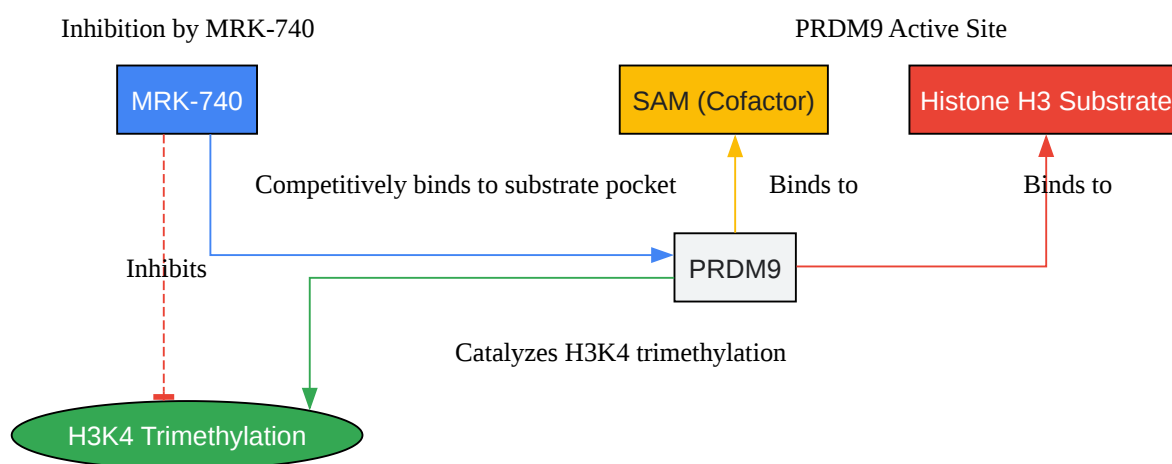 Inhibition by MRK-740
PRDM9 Active Site
MRK-740
SAM (Cofactor)
Histone H3 Substrate
Competitively binds to substrate pocket
Binds to
Binds to
Inhibits
PRDM9
Catalyzes H3K4 trimethylation
H3K4 Trimethylation